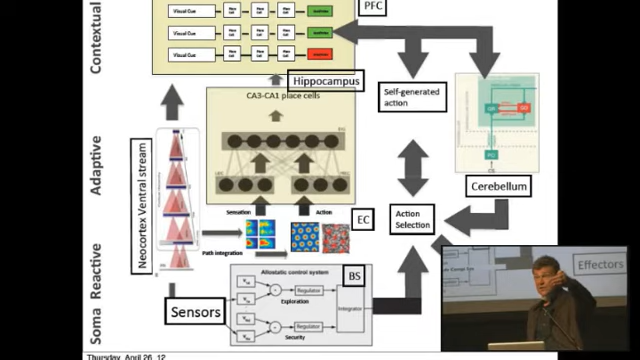 Contextual
Adaptive
Reactive
Soma
PFC
Visual Cue
Visual Cue
Visual Cue
Hippocampus
CA3-CA1 place cells
Self-generated
action
Cerebellum
Neocortex Ventral stream
Sensation
Action
EC
Path integration
Action
Selection
Allostatic control system
BS
Regulator
Exploration
Integrator
Regulator
Security
Sensors
Effectors
Thursday, April 26, 12